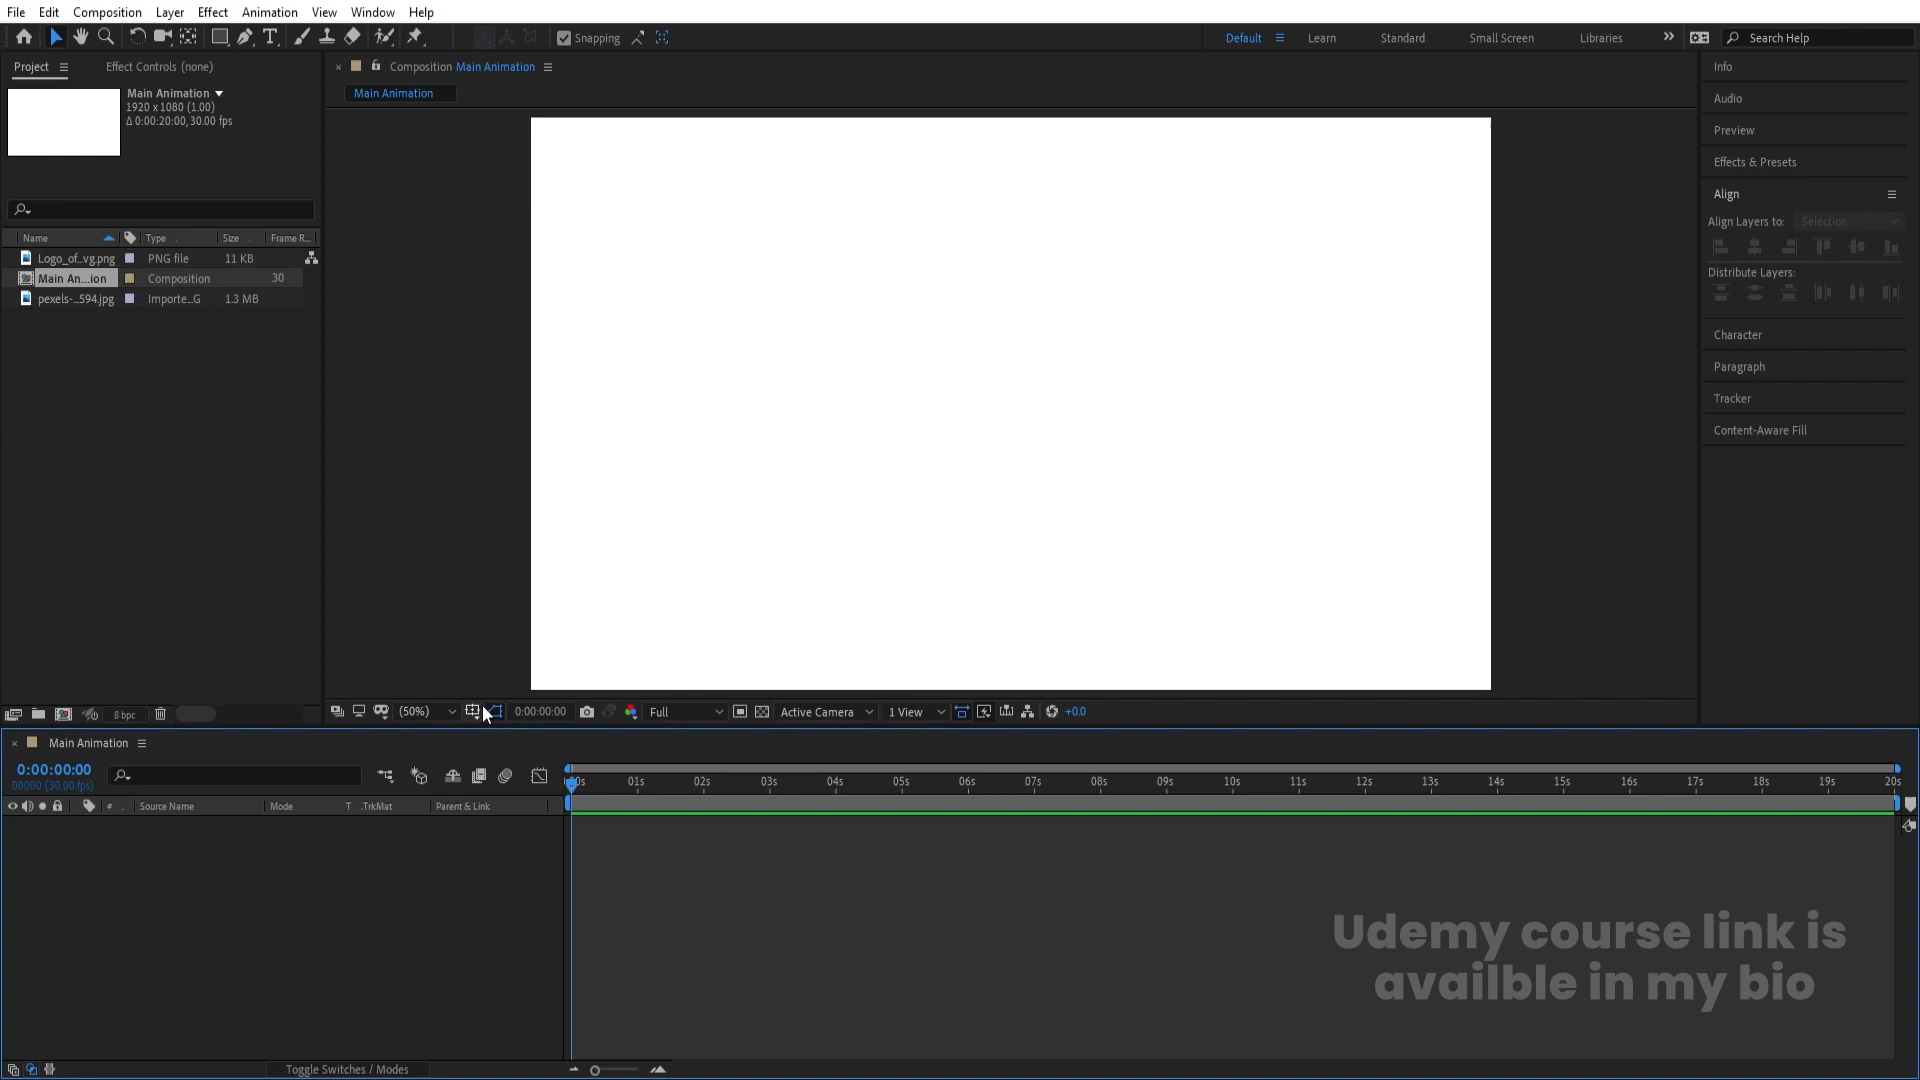 File Edit Composition Layer Effect Animation View Window Help
Snapping
Default Learn Standard Small Screen Libraries Search Help
Project Effect Controls (none)
Composition Main Animation
Main Animation
Main Animation
1920 x 1080 (1.00)
Δ 0:00:20:00, 30.00 fps
Name Type Size Frame R...
Logo_of...vg.png PNG file 11 KB
Main An...ion Composition 30
pexels-...594.jpg Importe...G 1.3 MB
8 bpc
Info
Audio
Preview
Effects & Presets
Align
Align Layers to: Selection
Distribute Layers:
Character
Paragraph
Tracker
Content-Aware Fill
(50%) 0:00:00:00 Full Active Camera 1 View +0.0
Main Animation
0:00:00:00
00000 (30.00 fps)
01s 02s 03s 04s 05s 06s 07s 08s 09s 10s 11s 12s 13s 14s 15s 16s 17s 18s 19s 20s
# Source Name Mode T .TrkMat Parent & Link
Udemy course link is
availble in my bio
Toggle Switches / Modes